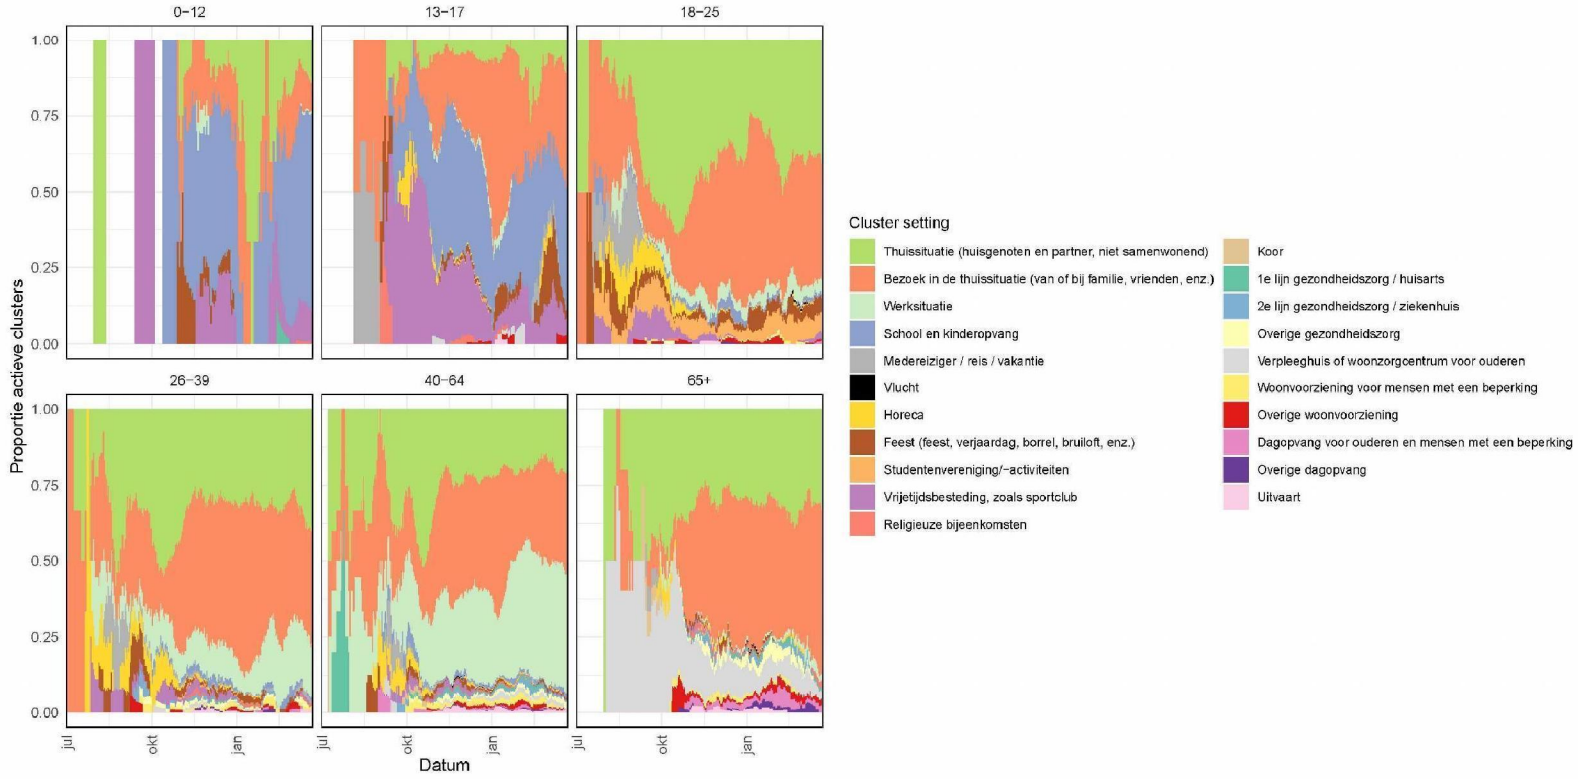 0−12
13−17
18−25
1.00
0.75
0.50
0.25
0.00
Proportie actieve clusters
26−39
40−64
65+
1.00
0.75
0.50
0.25
0.00
jul
okt
jan
jul
okt
jan
jul
okt
jan
Datum
Cluster setting
Thuissituatie (huisgenoten en partner, niet samenwonend)
Bezoek in de thuissituatie (van of bij familie, vrienden, enz.)
Werksituatie
School en kinderopvang
Medereiziger / reis / vakantie
Vlucht
Horeca
Feest (feest, verjaardag, borrel, bruiloft, enz.)
Studentenvereniging/−activiteiten
Vrijetijdsbesteding, zoals sportclub
Religieuze bijeenkomsten
Koor
1e lijn gezondheidszorg / huisarts
2e lijn gezondheidszorg / ziekenhuis
Overige gezondheidszorg
Verpleeghuis of woonzorgcentrum voor ouderen
Woonvoorziening voor mensen met een beperking
Overige woonvoorziening
Dagopvang voor ouderen en mensen met een beperking
Overige dagopvang
Uitvaart